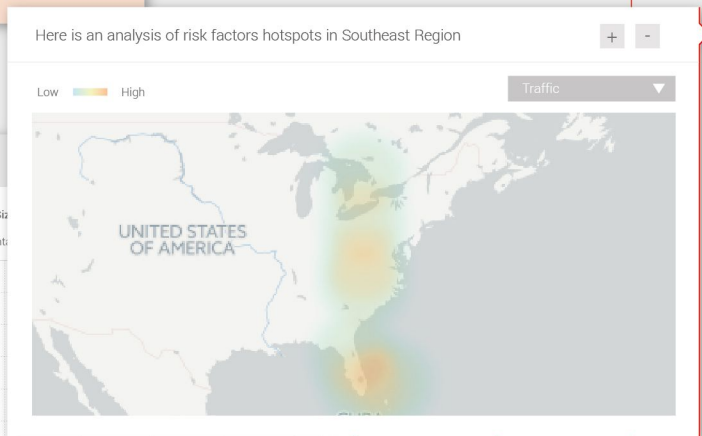 Here is an analysis of risk factors hotspots in Southeast Region
+ -
Low High
Traffic
UNITED STATES
OF AMERICA